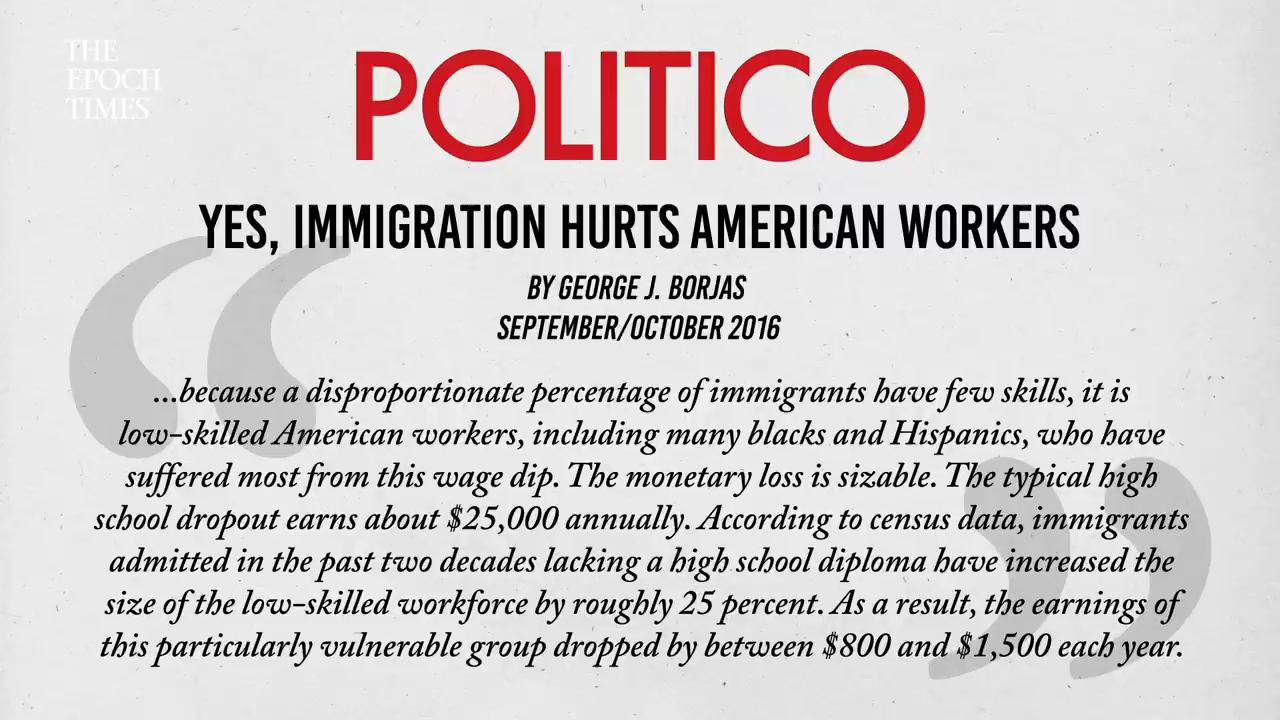 THE
EPOCH
TIMES
POLITICO
YES, IMMIGRATION HURTS AMERICAN WORKERS
BY GEORGE J. BORJAS
SEPTEMBER/OCTOBER 2016
...because a disproportionate percentage of immigrants have few skills, it is
low-skilled American workers, including many blacks and Hispanics, who have
suffered most from this wage dip. The monetary loss is sizable. The typical high
school dropout earns about $25,000 annually. According to census data, immigrants
admitted in the past two decades lacking a high school diploma have increased the
size of the low-skilled workforce by roughly 25 percent. As a result, the earnings of
this particularly vulnerable group dropped by between $800 and $1,500 each year.